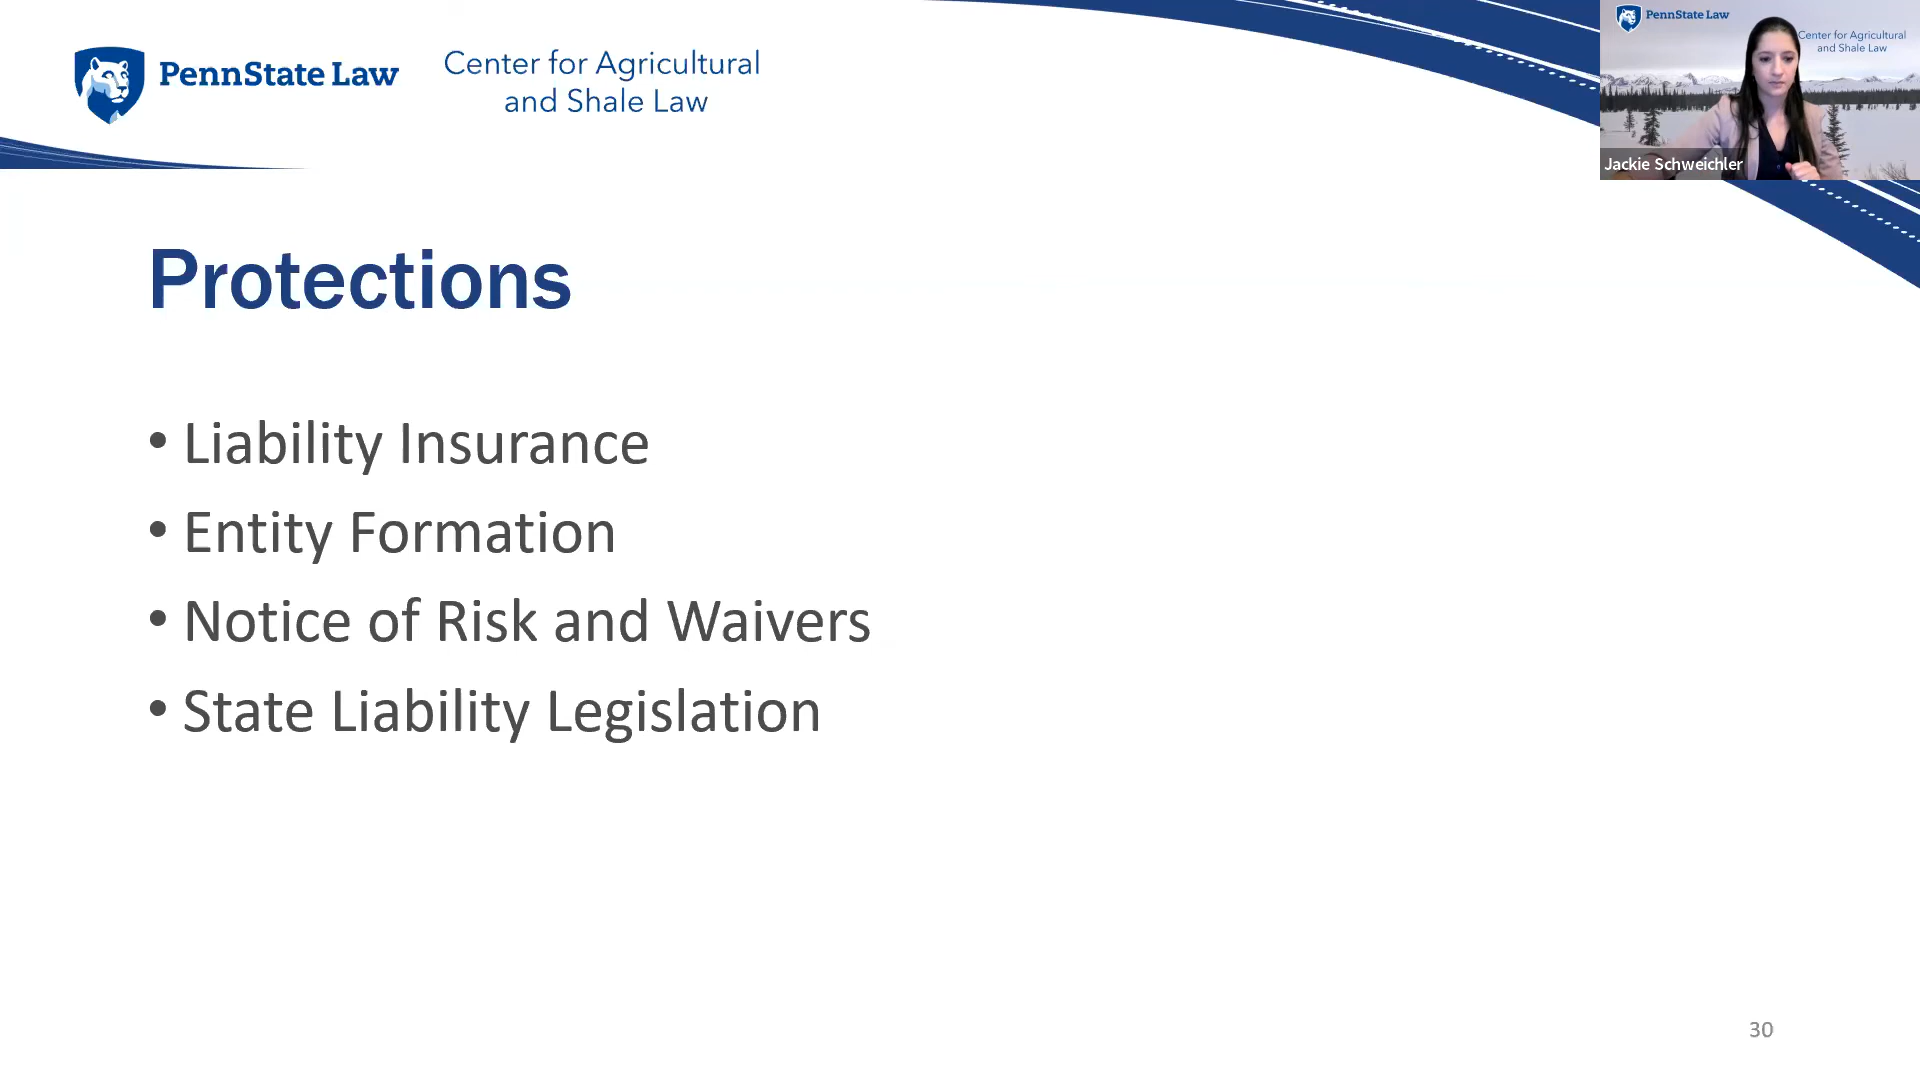 PennState Law
Center for Agricultural
and Shale Law
PennState Law
Center for Agricultural
and Shale Law
Jackie Schweichler
Protections
• Liability Insurance
• Entity Formation
• Notice of Risk and Waivers
• State Liability Legislation
30